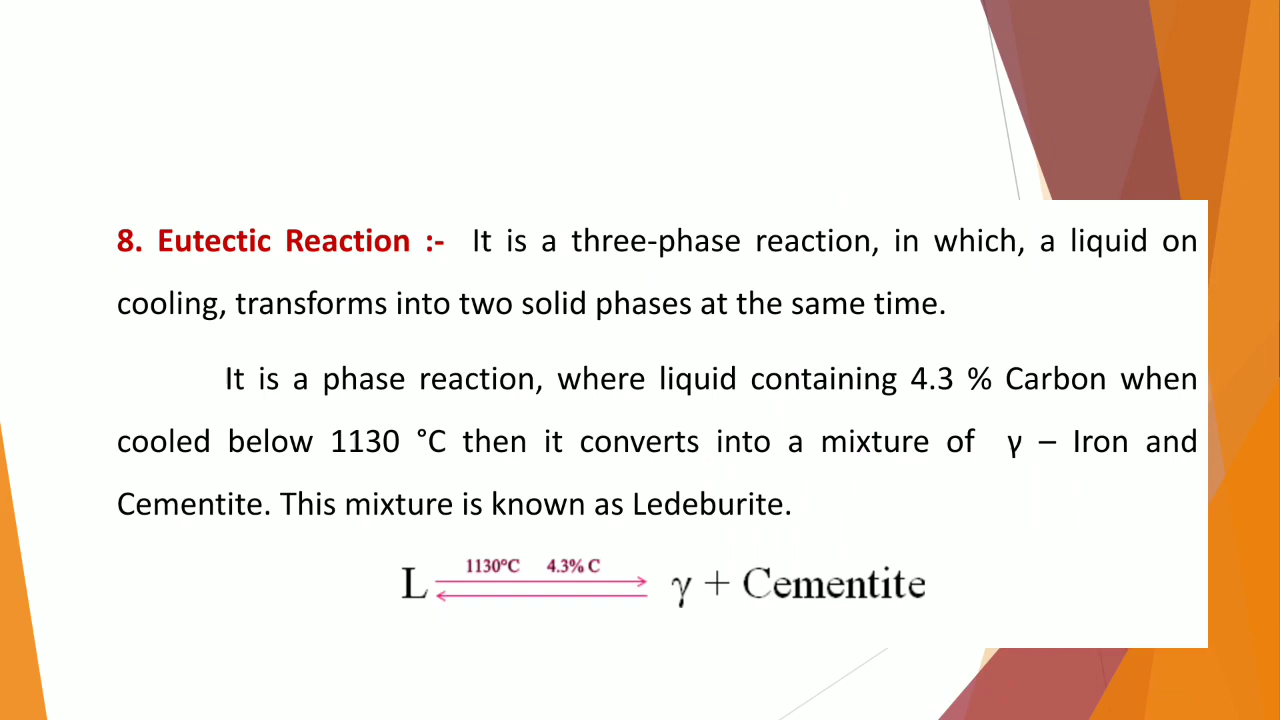 8. Eutectic Reaction :- It is a three-phase reaction, in which, a liquid on
cooling, transforms into two solid phases at the same time.
It is a phase reaction, where liquid containing 4.3 % Carbon when
cooled below 1130 °C then it converts into a mixture of γ – Iron and
Cementite. This mixture is known as Ledeburite.
1130°C 4.3% C
L ⇄ γ + Cementite